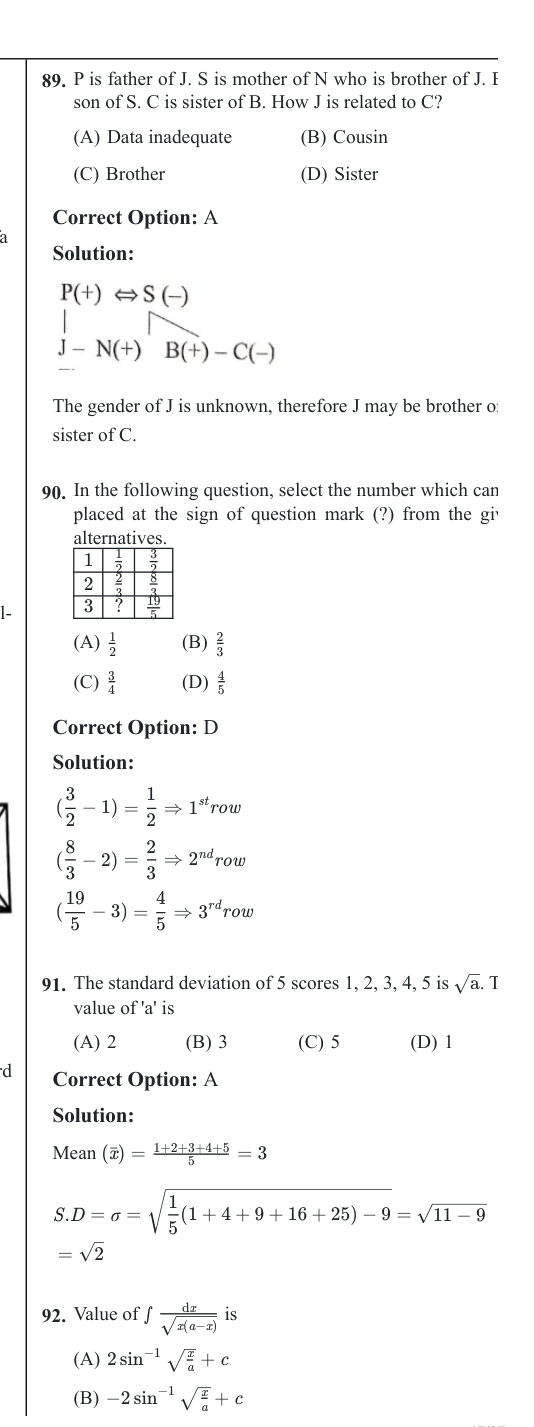 89. P is father of J. S is mother of N who is brother of J.
son of S. C is sister of B. How J is related to C?
(A) Data inadequate (B) Cousin
(C) Brother (D) Sister
Correct Option: A
Solution:
P(+) ⇔ S (–)
J – N(+) B(+) – C(–)
The gender of J is unknown, therefore J may be brother
sister of C.
90. In the following question, select the number which can
placed at the sign of question mark (?) from the
alternatives.
1 1/2 3/2
2 2/3 8/3
3 ? 19/5
(A) 1/2 (B) 2/3
(C) 3/4 (D) 4/5
Correct Option: D
Solution:
(3/2 − 1) = 1/2 ⇒ 1^st row
(8/3 − 2) = 2/3 ⇒ 2^nd row
(19/5 − 3) = 4/5 ⇒ 3^rd row
91. The standard deviation of 5 scores 1, 2, 3, 4, 5 is √a.
value of 'a' is
(A) 2 (B) 3 (C) 5 (D) 1
Correct Option: A
Solution:
Mean (x̄) = (1+2+3+4+5)/5 = 3
S.D = σ = √(1/5(1 + 4 + 9 + 16 + 25) − 9) = √(11 − 9)
= √2
92. Value of ∫ dx/√(x(a−x)) is
(A) 2 sin⁻¹ √(x/a) + c
(B) −2 sin⁻¹ √(x/a) + c